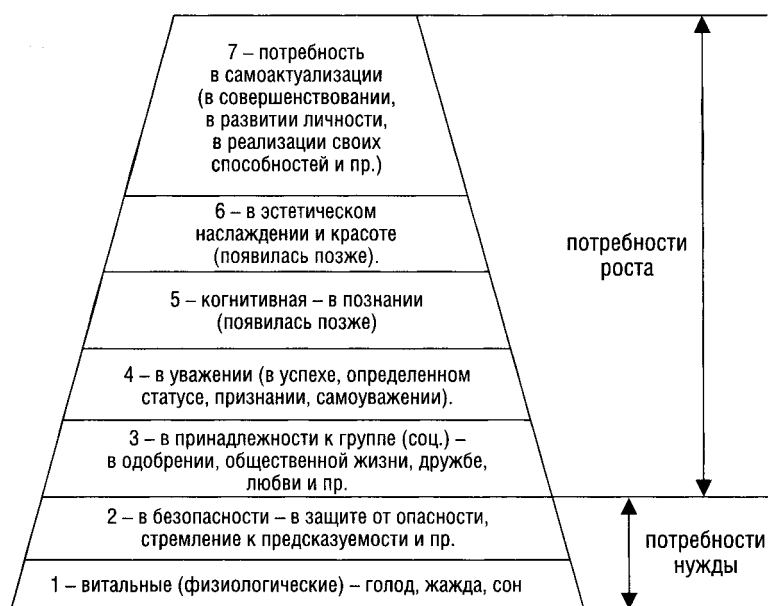 7 – потребность
в самоактуализации
(в совершенствовании,
в развитии личности,
в реализации своих
способностей и пр.)
6 – в эстетическом
наслаждении и красоте
(появилась позже).
5 – когнитивная – в познании
(появилась позже)
4 – в уважении (в успехе, определенном
статусе, признании, самоуважении).
3 – в принадлежности к группе (соц.) –
в одобрении, общественной жизни, дружбе,
любви и пр.
2 – в безопасности – в защите от опасности,
стремление к предсказуемости и пр.
1 – витальные (физиологические) – голод, жажда, сон
потребности
роста
потребности
нужды